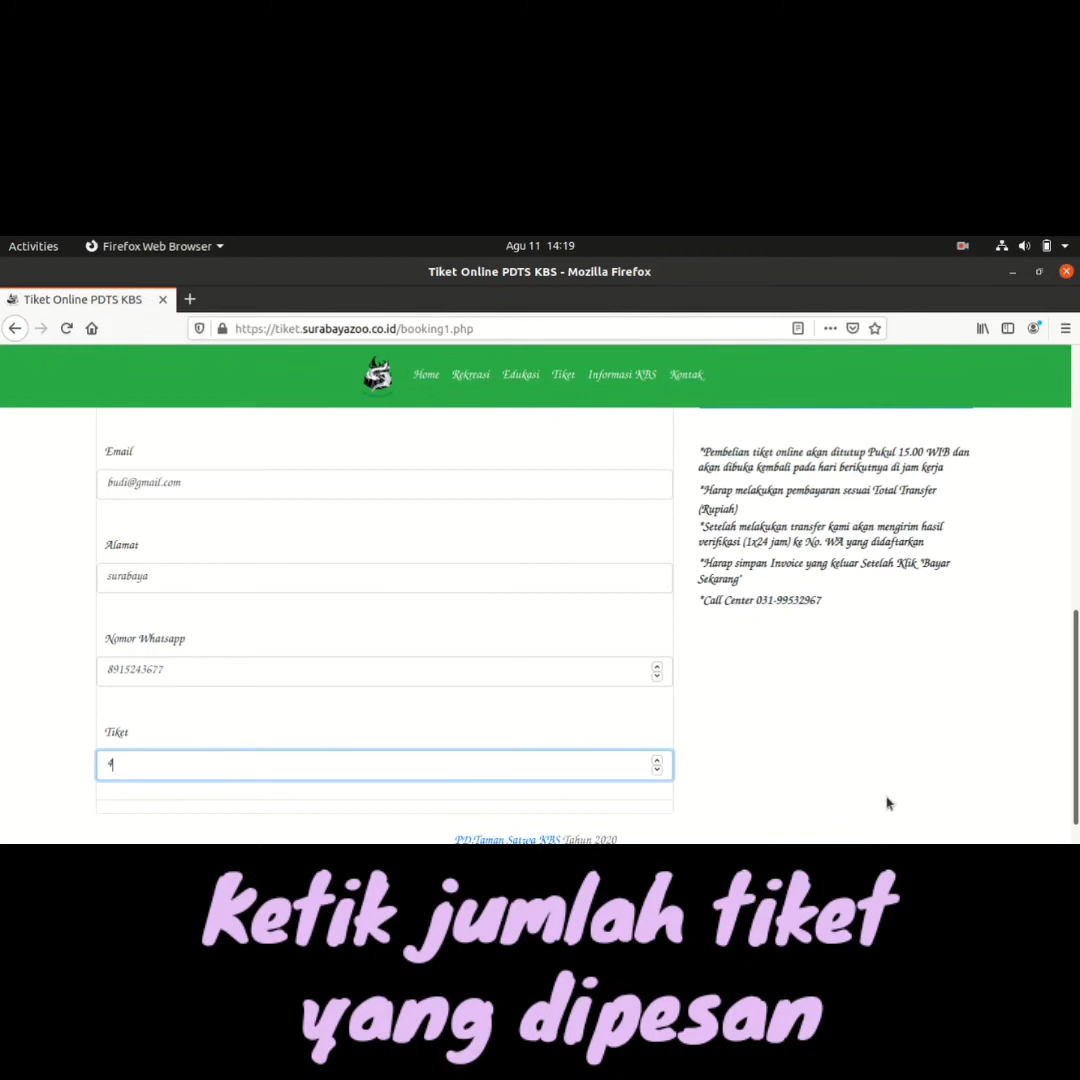 Activities
Firefox Web Browser
Agu 11 14:19
Tiket Online PDTS KBS - Mozilla Firefox
Tiket Online PDTS KBS
https://tiket.surabayazoo.co.id/booking1.php
Home Rekreasi Edukasi Tiket Informasi KBS Kontak
Email
budi@gmail.com
Alamat
surabaya
Nomor Whatsapp
8915243677
Tiket
4
*Pembelian tiket online akan ditutup Pukul 15.00 WIB dan
akan dibuka kembali pada hari berikutnya di jam kerja
*Harap melakukan pembayaran sesuai Total Transfer
(Rupiah)
*Setelah melakukan transfer kami akan mengirim hasil
verifikasi (1x24 jam) ke No. WA yang didaftarkan
*Harap simpan Invoice yang keluar Setelah Klik "Bayar
Sekarang"
*Call Center 031-99532967
PD.Taman Satwa KBS Tahun 2020
Ketik jumlah tiket
yang dipesan